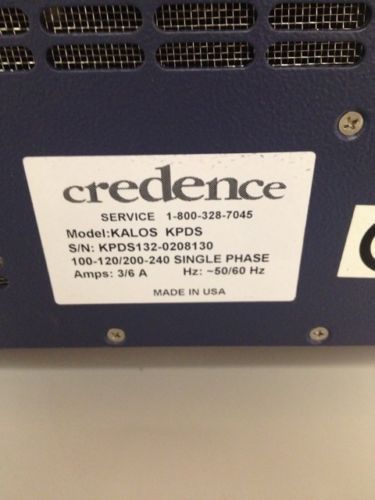 credence
SERVICE 1-800-328-7045
Model:KALOS KPDS
S/N: KPDS132-0208130
100-120/200-240 SINGLE PHASE
Amps: 3/6 A Hz: ~50/60 Hz
MADE IN USA